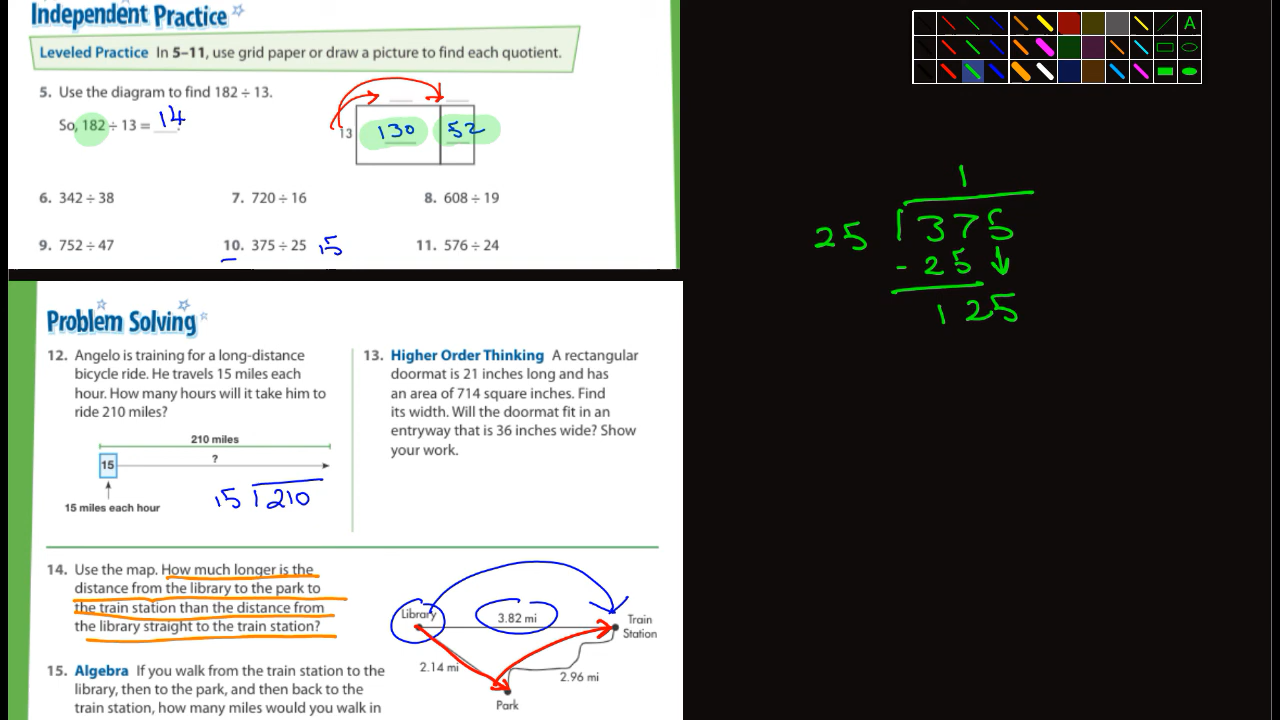 Independent Practice
Leveled Practice In 5–11, use grid paper or draw a picture to find each quotient.
5. Use the diagram to find 182 ÷ 13.
So, 182 ÷ 13 = 14.
13 130 52
6. 342 ÷ 38
7. 720 ÷ 16
8. 608 ÷ 19
9. 752 ÷ 47
10. 375 ÷ 25 15
11. 576 ÷ 24
Problem Solving
12. Angelo is training for a long-distance
bicycle ride. He travels 15 miles each
hour. How many hours will it take him to
ride 210 miles?
210 miles
15 ?
15 miles each hour
15 210
13. Higher Order Thinking A rectangular
doormat is 21 inches long and has
an area of 714 square inches. Find
its width. Will the doormat fit in an
entryway that is 36 inches wide? Show
your work.
14. Use the map. How much longer is the
distance from the library to the park to
the train station than the distance from
the library straight to the train station?
Library
3.82 mi
Train
Station
2.14 mi
2.96 mi
Park
15. Algebra If you walk from the train station to the
library, then to the park, and then back to the
train station, how many miles would you walk in
A
1
25 375
- 25
125